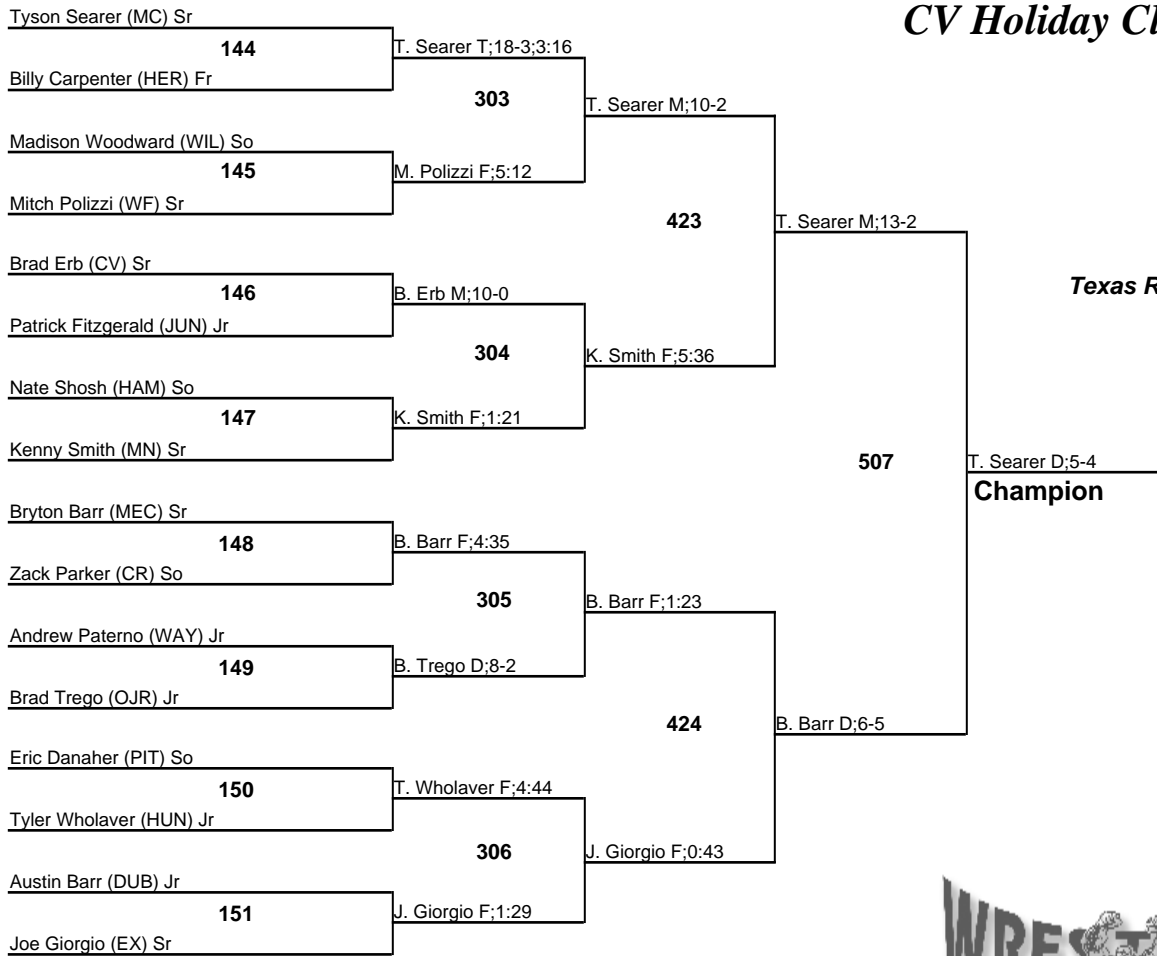 CV Holiday Cl
Tyson Searer (MC) Sr
144
Billy Carpenter (HER) Fr
T. Searer T;18-3;3:16
303
Madison Woodward (WIL) So
145
Mitch Polizzi (WF) Sr
M. Polizzi F;5:12
T. Searer M;10-2
423
Brad Erb (CV) Sr
146
Patrick Fitzgerald (JUN) Jr
B. Erb M;10-0
304
Nate Shosh (HAM) So
147
Kenny Smith (MN) Sr
K. Smith F;1:21
K. Smith F;5:36
T. Searer M;13-2
Texas R
507
T. Searer D;5-4
Champion
Bryton Barr (MEC) Sr
148
Zack Parker (CR) So
B. Barr F;4:35
305
Andrew Paterno (WAY) Jr
149
Brad Trego (OJR) Jr
B. Trego D;8-2
B. Barr F;1:23
424
B. Barr D;6-5
Eric Danaher (PIT) So
150
Tyler Wholaver (HUN) Jr
T. Wholaver F;4:44
306
Austin Barr (DUB) Jr
151
Joe Giorgio (EX) Sr
J. Giorgio F;1:29
J. Giorgio F;0:43
WREST